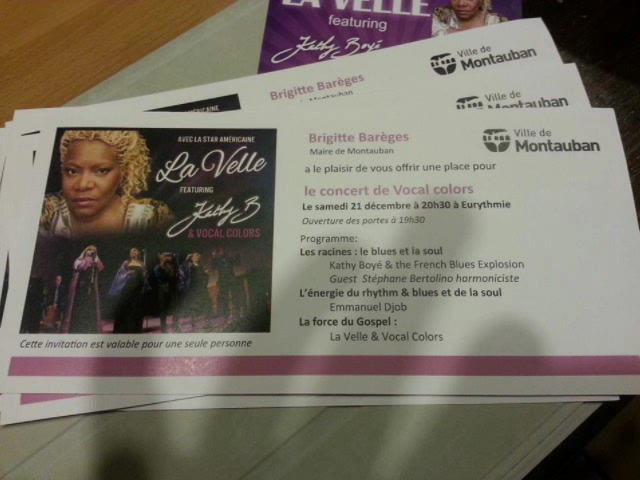 LA VELLE
featuring
Kathy Boyé
Ville de
Montauban
Brigitte Barèges
Maire de Montauban
Ville de
Montauban
AMÉRICAINE
AVEC LA STAR AMÉRICAINE
La Velle
FEATURING
Kathy B
& VOCAL COLORS
Cette invitation est valable pour une seule personne
Brigitte Barèges
Maire de Montauban
Ville de
Montauban
a le plaisir de vous offrir une place pour
le concert de Vocal colors
Le samedi 21 décembre à 20h30 à Eurythmie
Ouverture des portes à 19h30
Programme:
Les racines : le blues et la soul
Kathy Boyé & the French Blues Explosion
Guest Stéphane Bertolino harmoniciste
L'énergie du rhythm & blues et de la soul
Emmanuel Djob
La force du Gospel :
La Velle & Vocal Colors